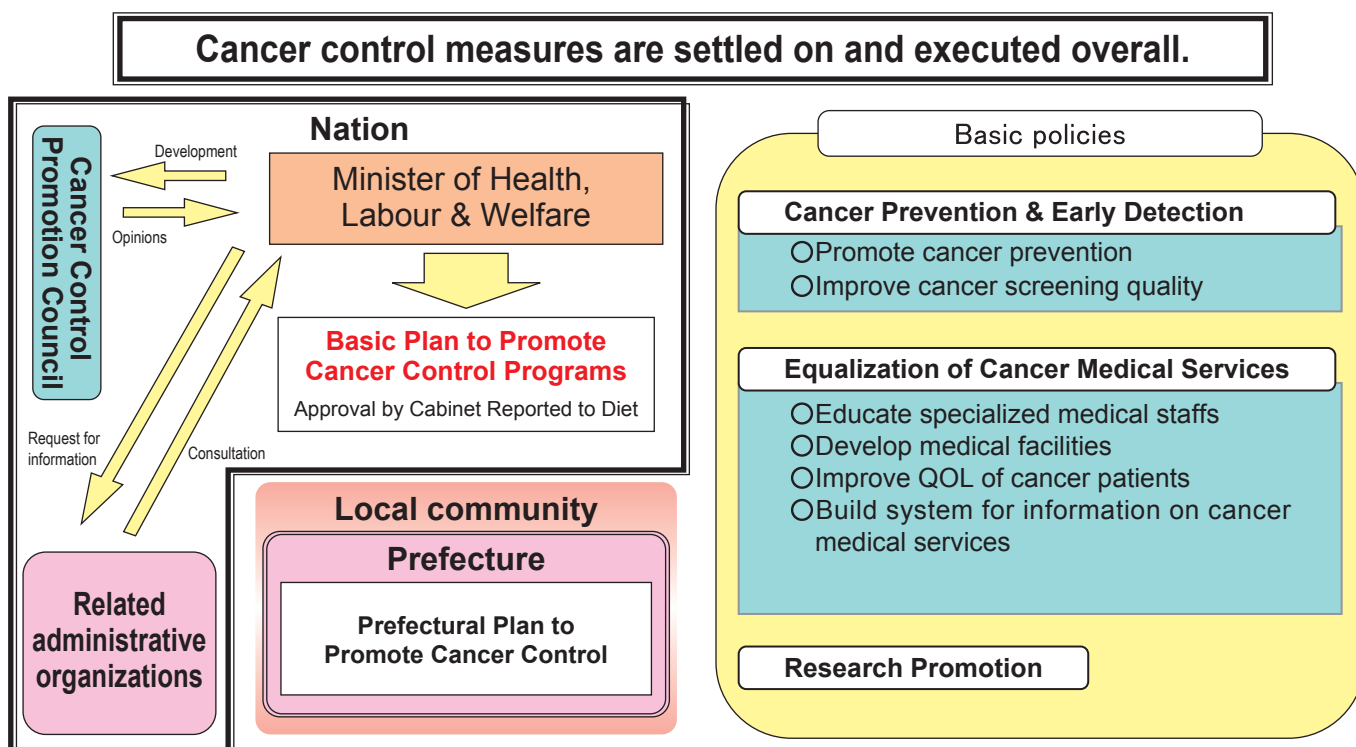 Cancer control measures are settled on and executed overall.
Nation
Cancer Control
Promotion Council
Development
Opinions
Minister of Health,
Labour & Welfare
Basic Plan to Promote
Cancer Control Programs
Approval by Cabinet Reported to Diet
Request for
information
Consultation
Related
administrative
organizations
Local community
Prefecture
Prefectural Plan to
Promote Cancer Control
Basic policies
Cancer Prevention & Early Detection
○Promote cancer prevention
○Improve cancer screening quality
Equalization of Cancer Medical Services
○Educate specialized medical staffs
○Develop medical facilities
○Improve QOL of cancer patients
○Build system for information on cancer
medical services
Research Promotion